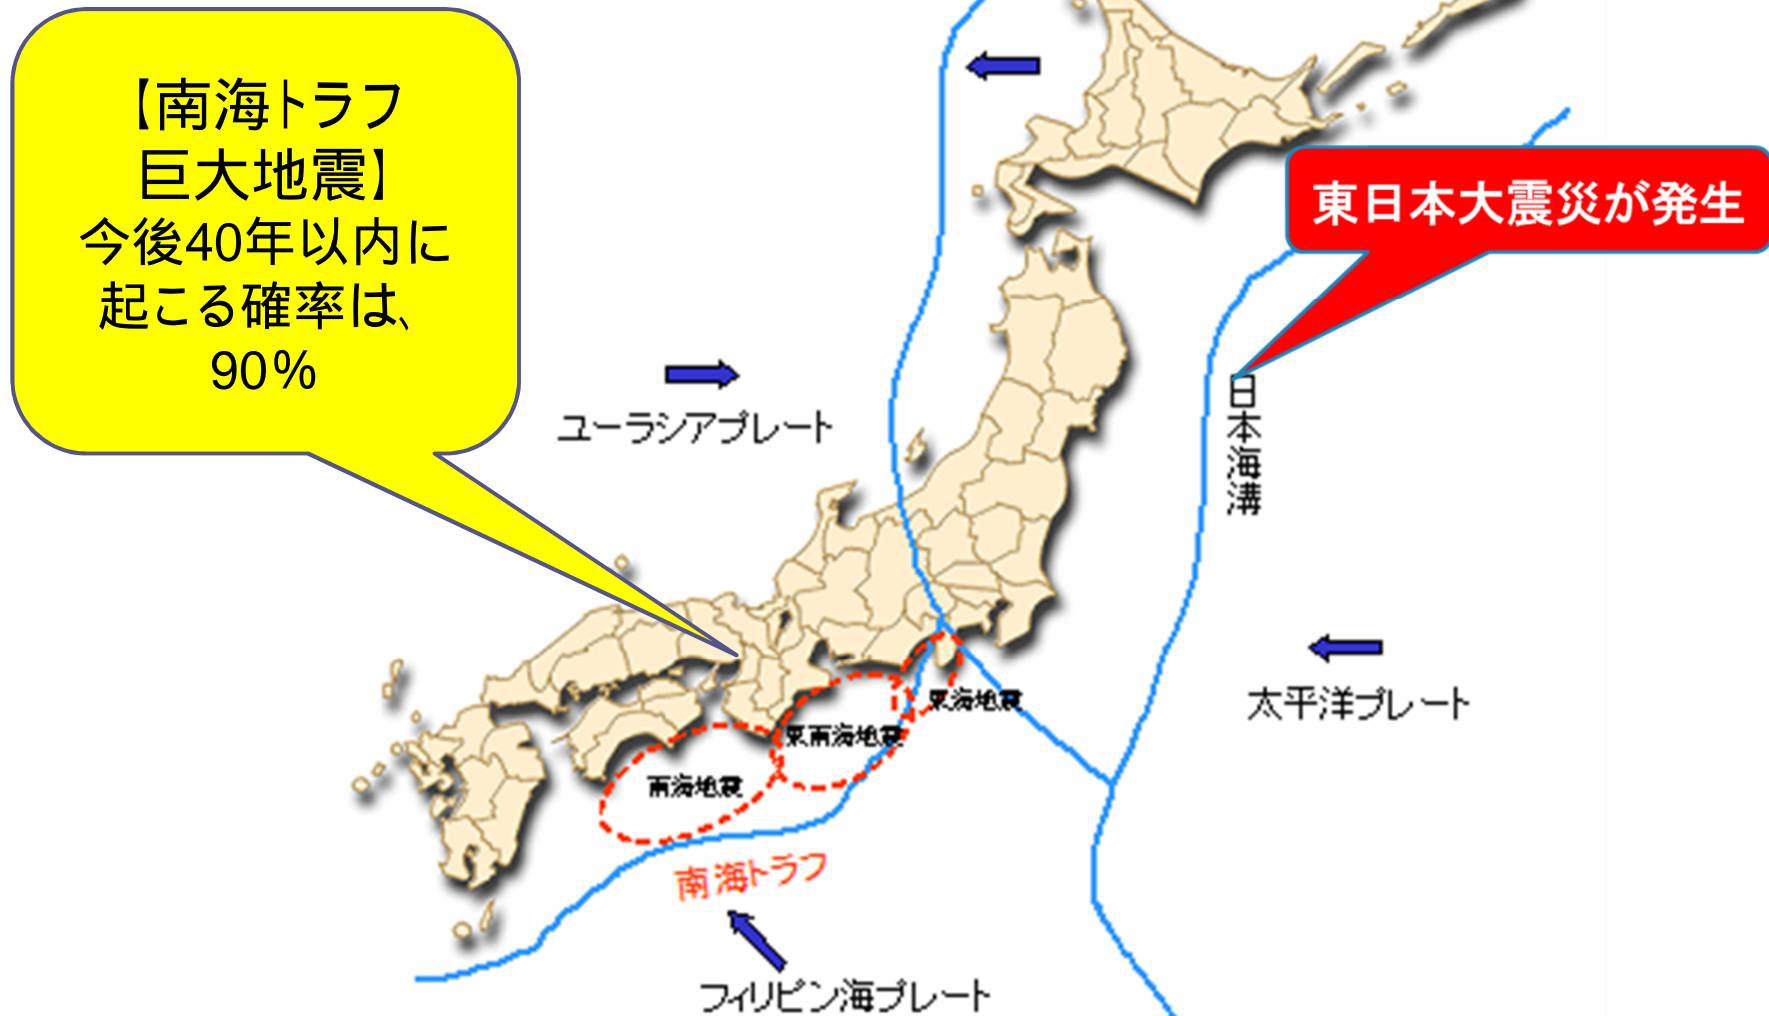 【南海トラフ
巨大地震】
今後40年以内に
起こる確率は、
90%
東日本大震災が発生
日本海溝
ユーラシアプレート
太平洋プレート
東海地震
東南海地震
南海地震
南海トラフ
フィリピン海プレート